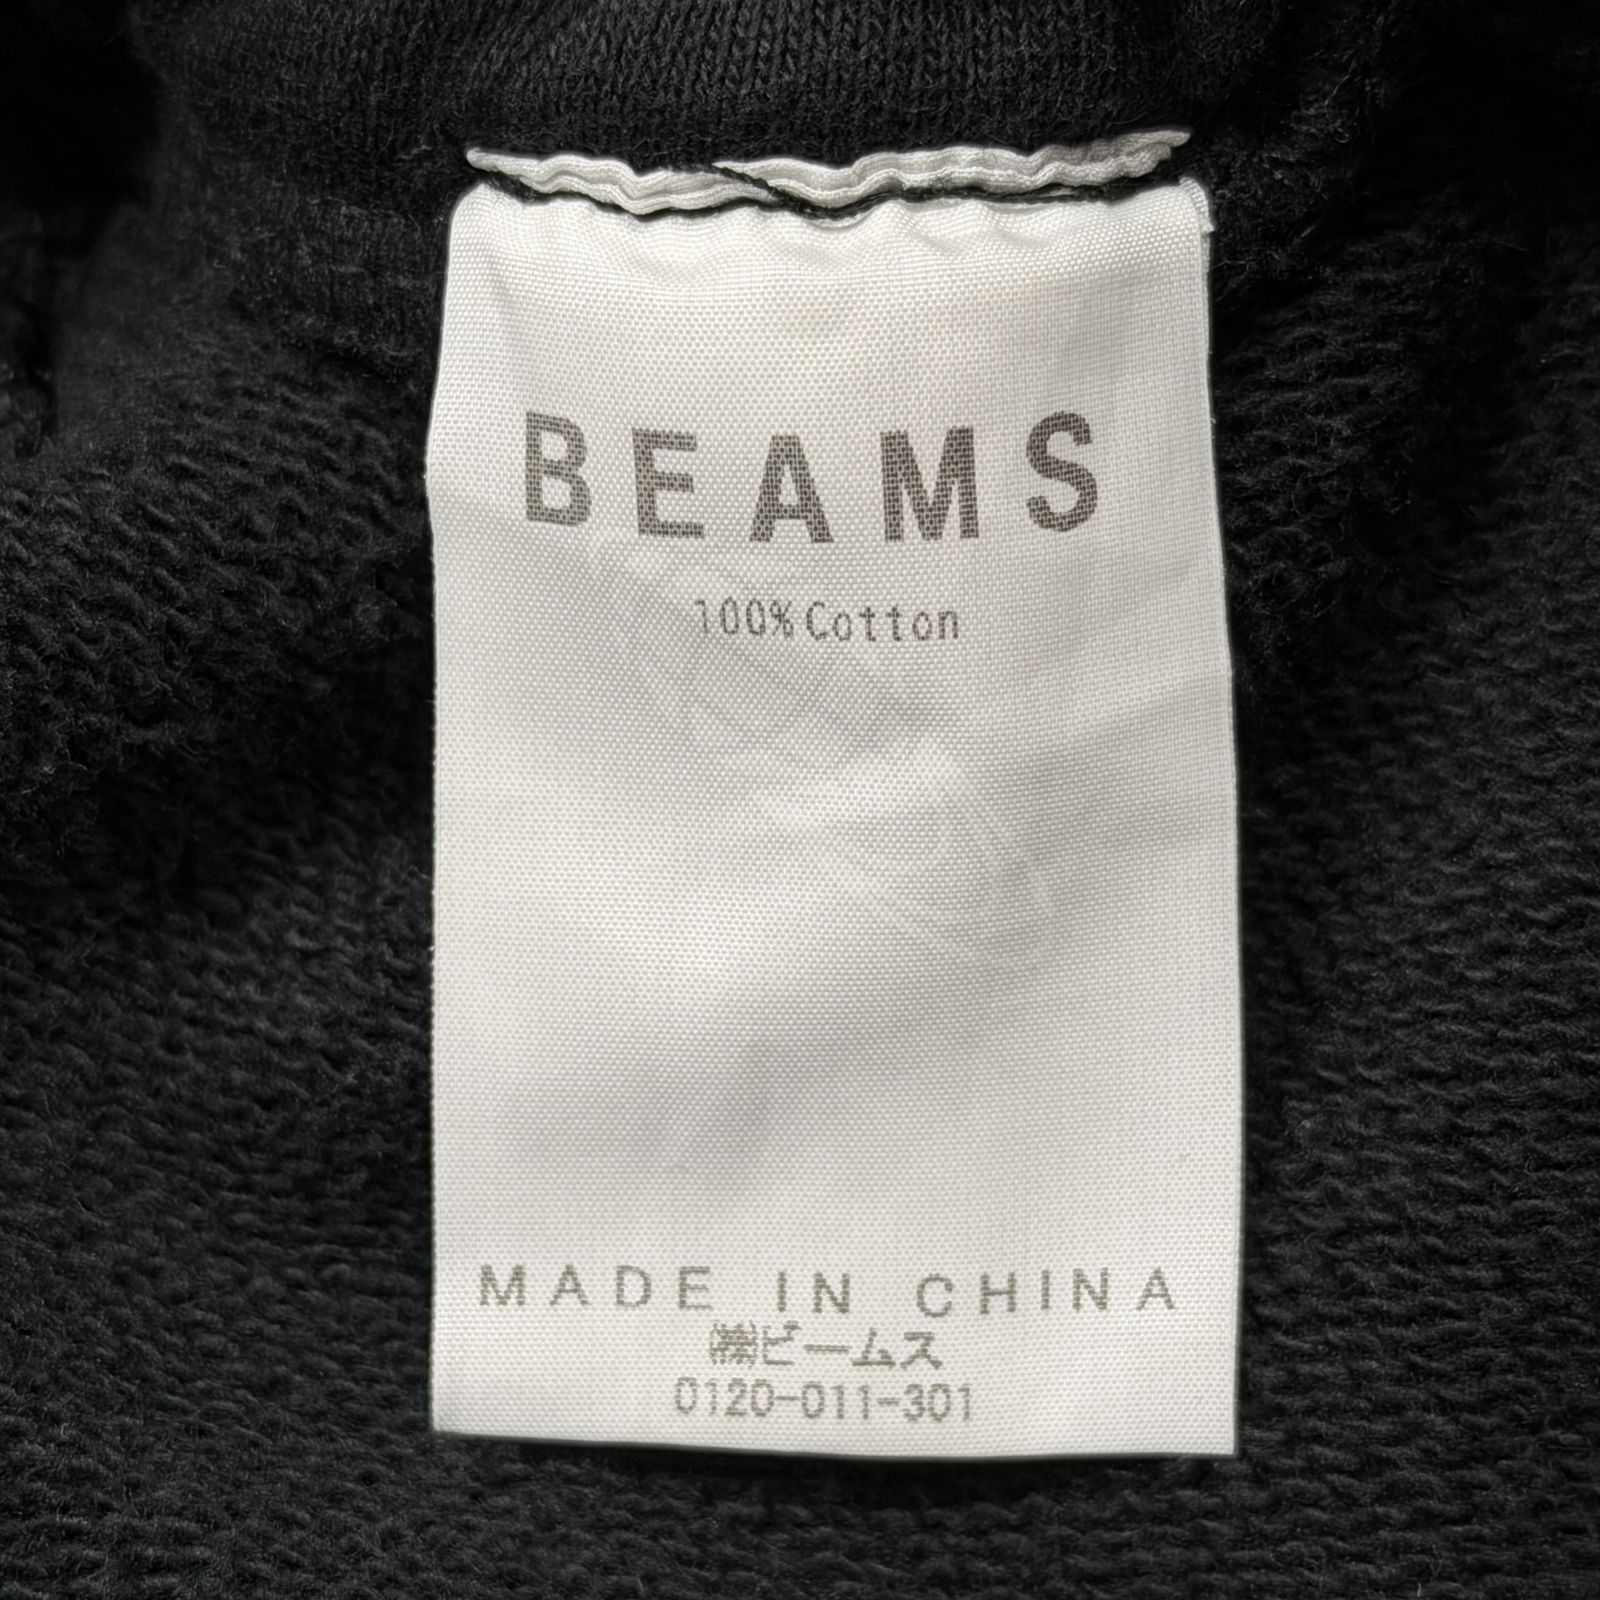 BEAMS
100% Cotton
MADE IN CHINA
㈱ビームス
0120-011-301